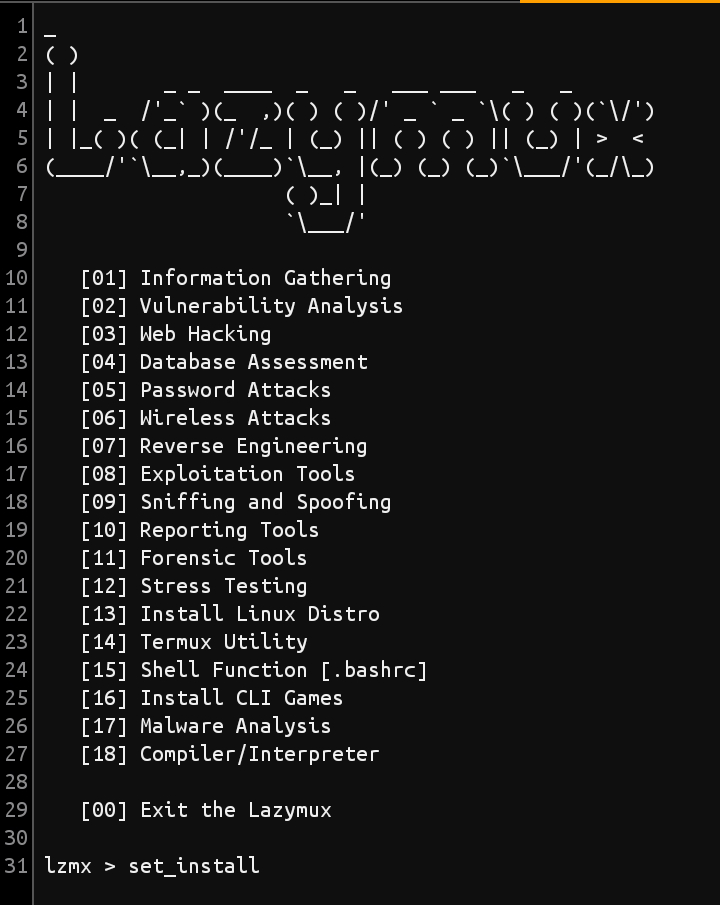 1 _
2 ( )
3 | |       _ _  ____  _   _   ___ ___   _   _
4 | |  _  /'_` )(_  ,)( ) ( )/' _ ` _ `\( ) ( )(`\/')
5 | |_( )( (_| | /'/_ | (_) || ( ) ( ) || (_) | >  <
6 (____/'`\__,_)(____)`\__, |(_) (_) (_)`\___/'(_/\_)
7                     ( )_| |
8                     `\___/'
9
10    [01] Information Gathering
11    [02] Vulnerability Analysis
12    [03] Web Hacking
13    [04] Database Assessment
14    [05] Password Attacks
15    [06] Wireless Attacks
16    [07] Reverse Engineering
17    [08] Exploitation Tools
18    [09] Sniffing and Spoofing
19    [10] Reporting Tools
20    [11] Forensic Tools
21    [12] Stress Testing
22    [13] Install Linux Distro
23    [14] Termux Utility
24    [15] Shell Function [.bashrc]
25    [16] Install CLI Games
26    [17] Malware Analysis
27    [18] Compiler/Interpreter
28
29    [00] Exit the Lazymux
30
31 lzmx > set_install